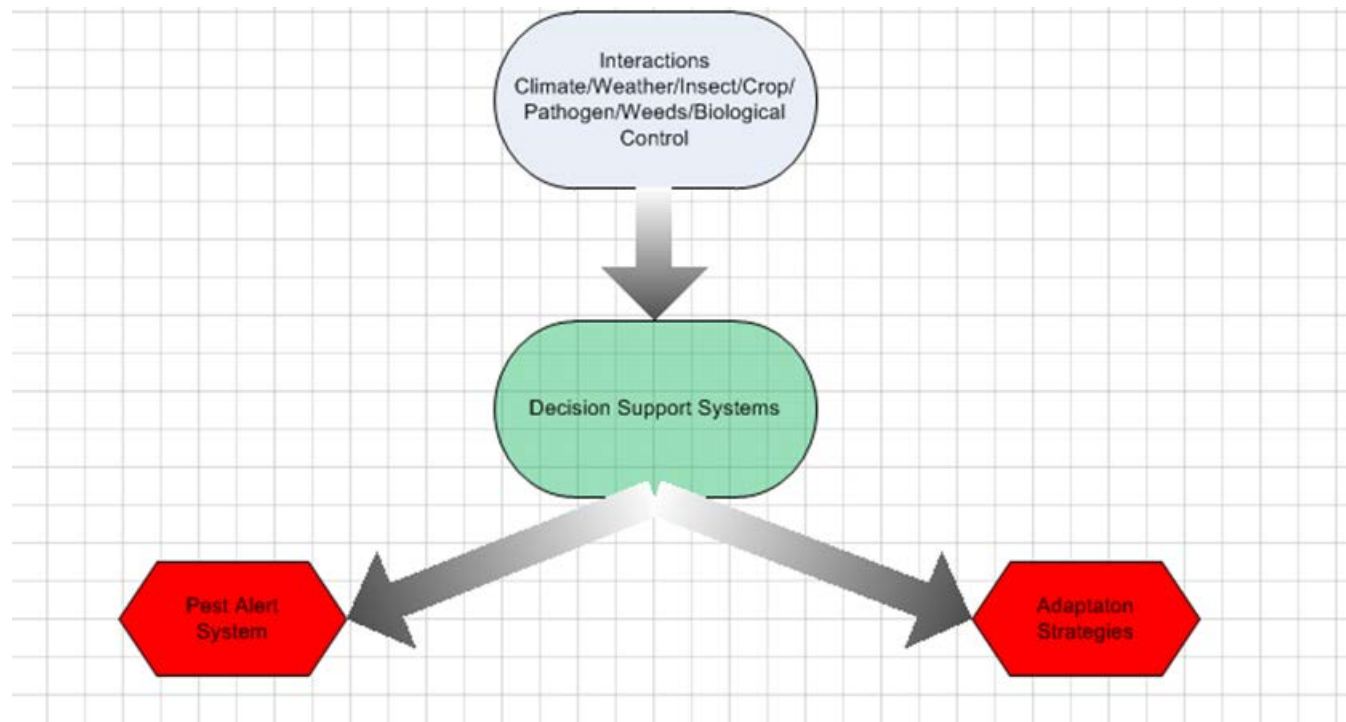 Interactions
Climate/Weather/Insect/Crop/
Pathogen/Weeds/Biological
Control
Decision Support Systems
Pest Alert
System
Adaptaton
Strategies